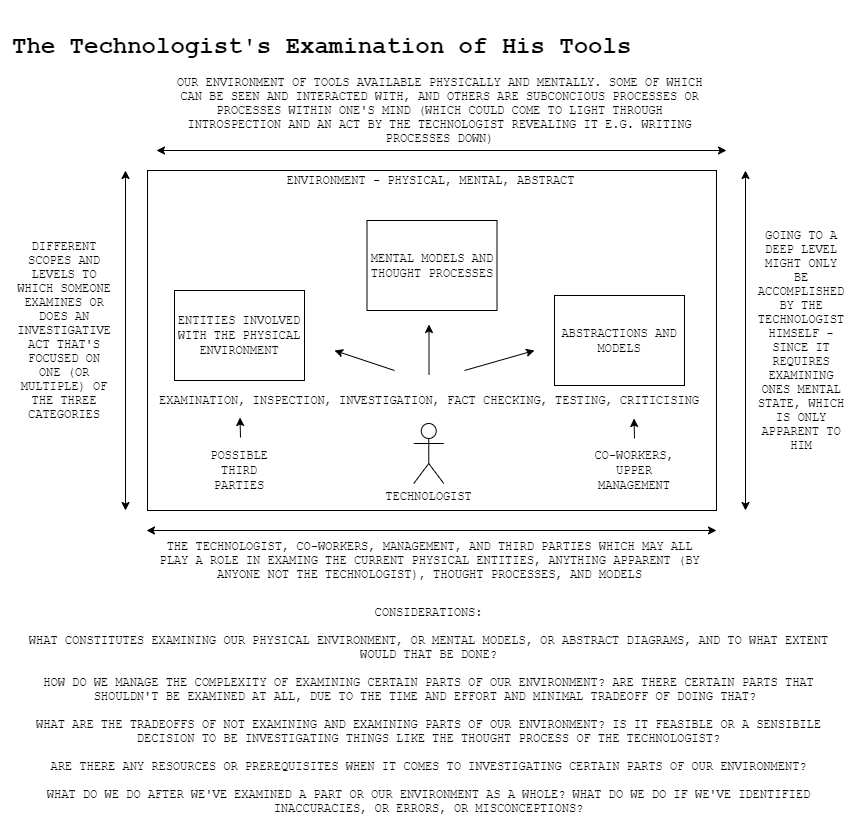 The Technologist's Examination of His Tools
OUR ENVIRONMENT OF TOOLS AVAILABLE PHYSICALLY AND MENTALLY. SOME OF WHICH
CAN BE SEEN AND INTERACTED WITH, AND OTHERS ARE SUBCONCIOUS PROCESSES OR
PROCESSES WITHIN ONE'S MIND (WHICH COULD COME TO LIGHT THROUGH
INTROSPECTION AND AN ACT BY THE TECHNOLOGIST REVEALING IT E.G. WRITING
PROCESSES DOWN)
ENVIRONMENT - PHYSICAL, MENTAL, ABSTRACT
DIFFERENT
SCOPES AND
LEVELS TO
WHICH SOMEONE
EXAMINES OR
DOES AN
INVESTIGATIVE
ACT THAT'S
FOCUSED ON
ONE (OR
MULTIPLE) OF
THE THREE
CATEGORIES
MENTAL MODELS AND
THOUGHT PROCESSES
ENTITIES INVOLVED
WITH THE PHYSICAL
ENVIRONMENT
ABSTRACTIONS AND
MODELS
GOING TO A
DEEP LEVEL
MIGHT ONLY
BE
ACCOMPLISHED
BY THE
TECHNOLOGIST
HIMSELF -
SINCE IT
REQUIRES
EXAMINING
ONES MENTAL
STATE, WHICH
IS ONLY
APPARENT TO
HIM
EXAMINATION, INSPECTION, INVESTIGATION, FACT CHECKING, TESTING, CRITICISING
POSSIBLE
THIRD
PARTIES
TECHNOLOGIST
CO-WORKERS,
UPPER
MANAGEMENT
THE TECHNOLOGIST, CO-WORKERS, MANAGEMENT, AND THIRD PARTIES WHICH MAY ALL
PLAY A ROLE IN EXAMING THE CURRENT PHYSICAL ENTITIES, ANYTHING APPARENT (BY
ANYONE NOT THE TECHNOLOGIST), THOUGHT PROCESSES, AND MODELS
CONSIDERATIONS:
WHAT CONSTITUTES EXAMINING OUR PHYSICAL ENVIRONMENT, OR MENTAL MODELS, OR ABSTRACT DIAGRAMS, AND TO WHAT EXTENT
WOULD THAT BE DONE?
HOW DO WE MANAGE THE COMPLEXITY OF EXAMINING CERTAIN PARTS OF OUR ENVIRONMENT? ARE THERE CERTAIN PARTS THAT
SHOULDN'T BE EXAMINED AT ALL, DUE TO THE TIME AND EFFORT AND MINIMAL TRADEOFF OF DOING THAT?
WHAT ARE THE TRADEOFFS OF NOT EXAMINING AND EXAMINING PARTS OF OUR ENVIRONMENT? IS IT FEASIBLE OR A SENSIBILE
DECISION TO BE INVESTIGATING THINGS LIKE THE THOUGHT PROCESS OF THE TECHNOLOGIST?
ARE THERE ANY RESOURCES OR PREREQUISITES WHEN IT COMES TO INVESTIGATING CERTAIN PARTS OF OUR ENVIRONMENT?
WHAT DO WE DO AFTER WE'VE EXAMINED A PART OR OUR ENVIRONMENT AS A WHOLE? WHAT DO WE DO IF WE'VE IDENTIFIED
INACCURACIES, OR ERRORS, OR MISCONCEPTIONS?